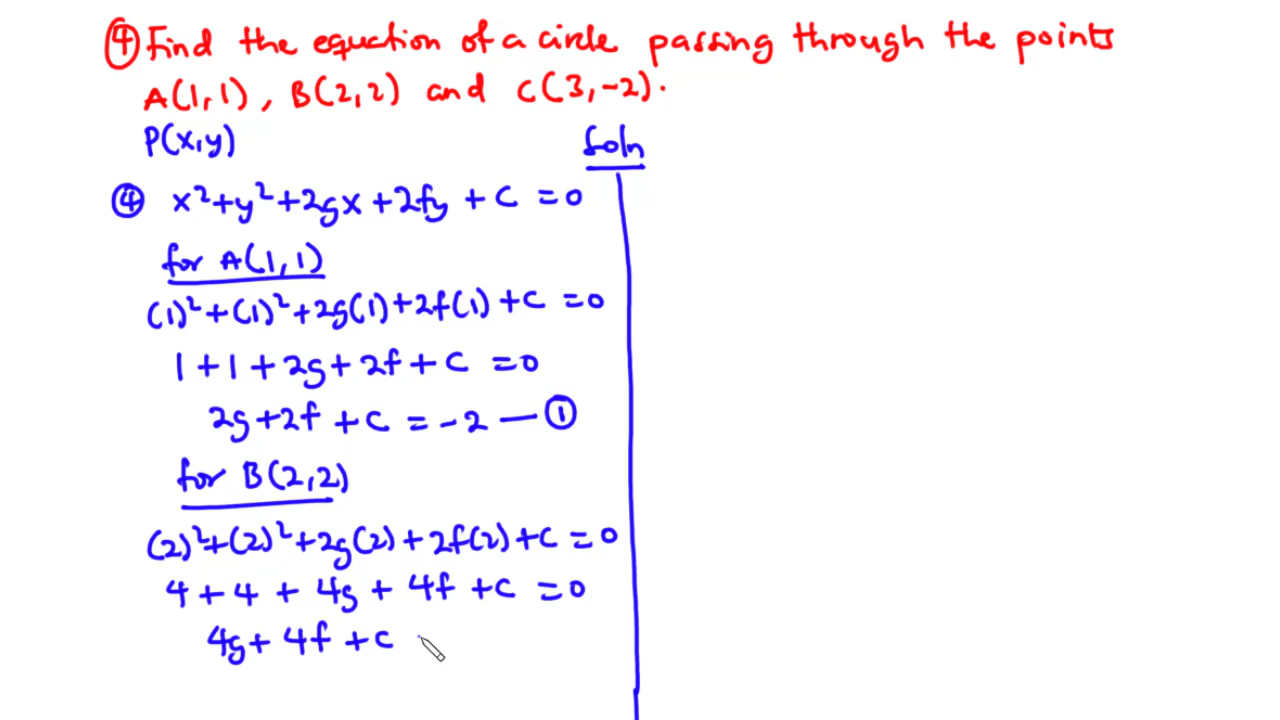 ④ Find the equation of a circle passing through the points
A(1,1), B(2,2) and C(3,-2).
P(x,y)
Soln
④ x²+y²+2gx+2fy+c=0
for A(1,1)
(1)²+(1)²+2g(1)+2f(1)+c=0
1+1+2g+2f+c=0
2g+2f+c=-2—①
for B(2,2)
(2)²+(2)²+2g(2)+2f(2)+c=0
4+4+4g+4f+c=0
4g+4f+c